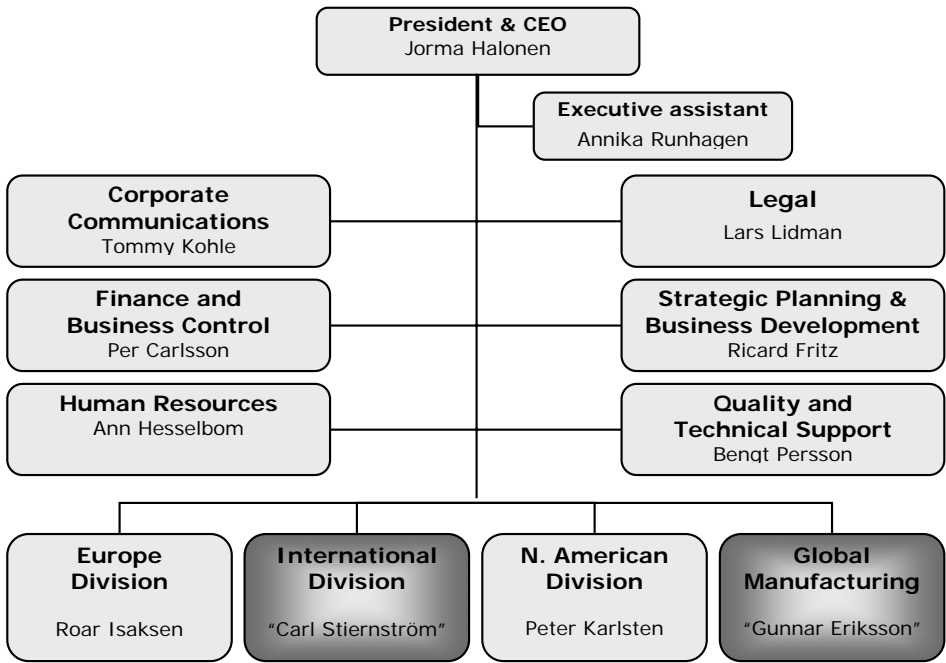 President & CEO
Jorma Halonen
Executive assistant
Annika Runhagen
Corporate
Communications
Tommy Kohle
Legal
Lars Lidman
Finance and
Business Control
Per Carlsson
Strategic Planning &
Business Development
Ricard Fritz
Human Resources
Ann Hesselbom
Quality and
Technical Support
Bengt Persson
Europe
Division
Roar Isaksen
International
Division
“Carl Stiernström”
N. American
Division
Peter Karlsten
Global
Manufacturing
“Gunnar Eriksson”